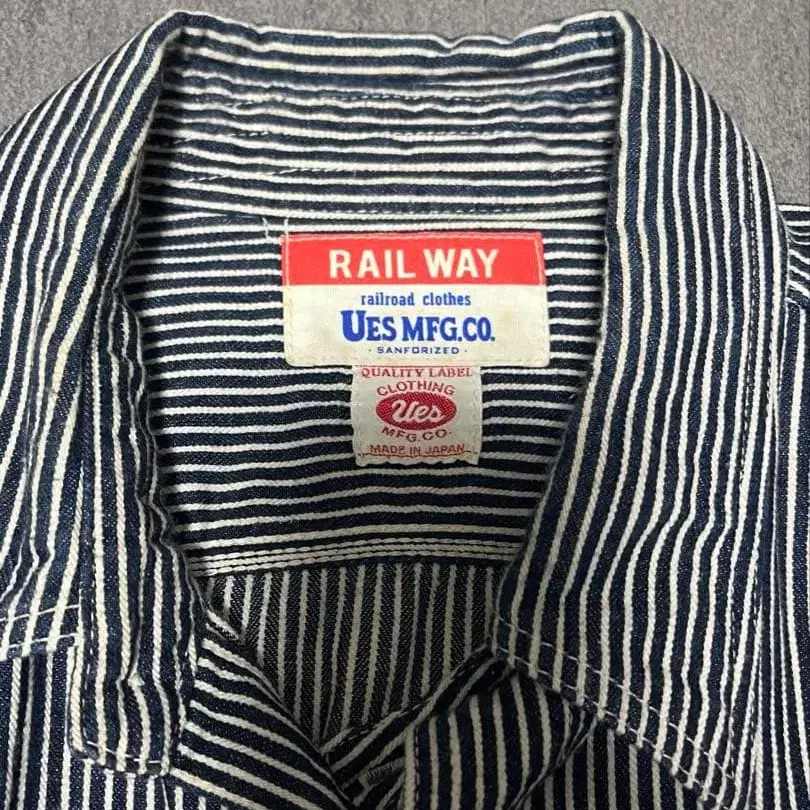 RAIL WAY
railroad clothes
UES MFG.CO.
· SANFORIZED ·
QUALITY LABEL
CLOTHING
Ues
MFG.CO.
MADE IN JAPAN